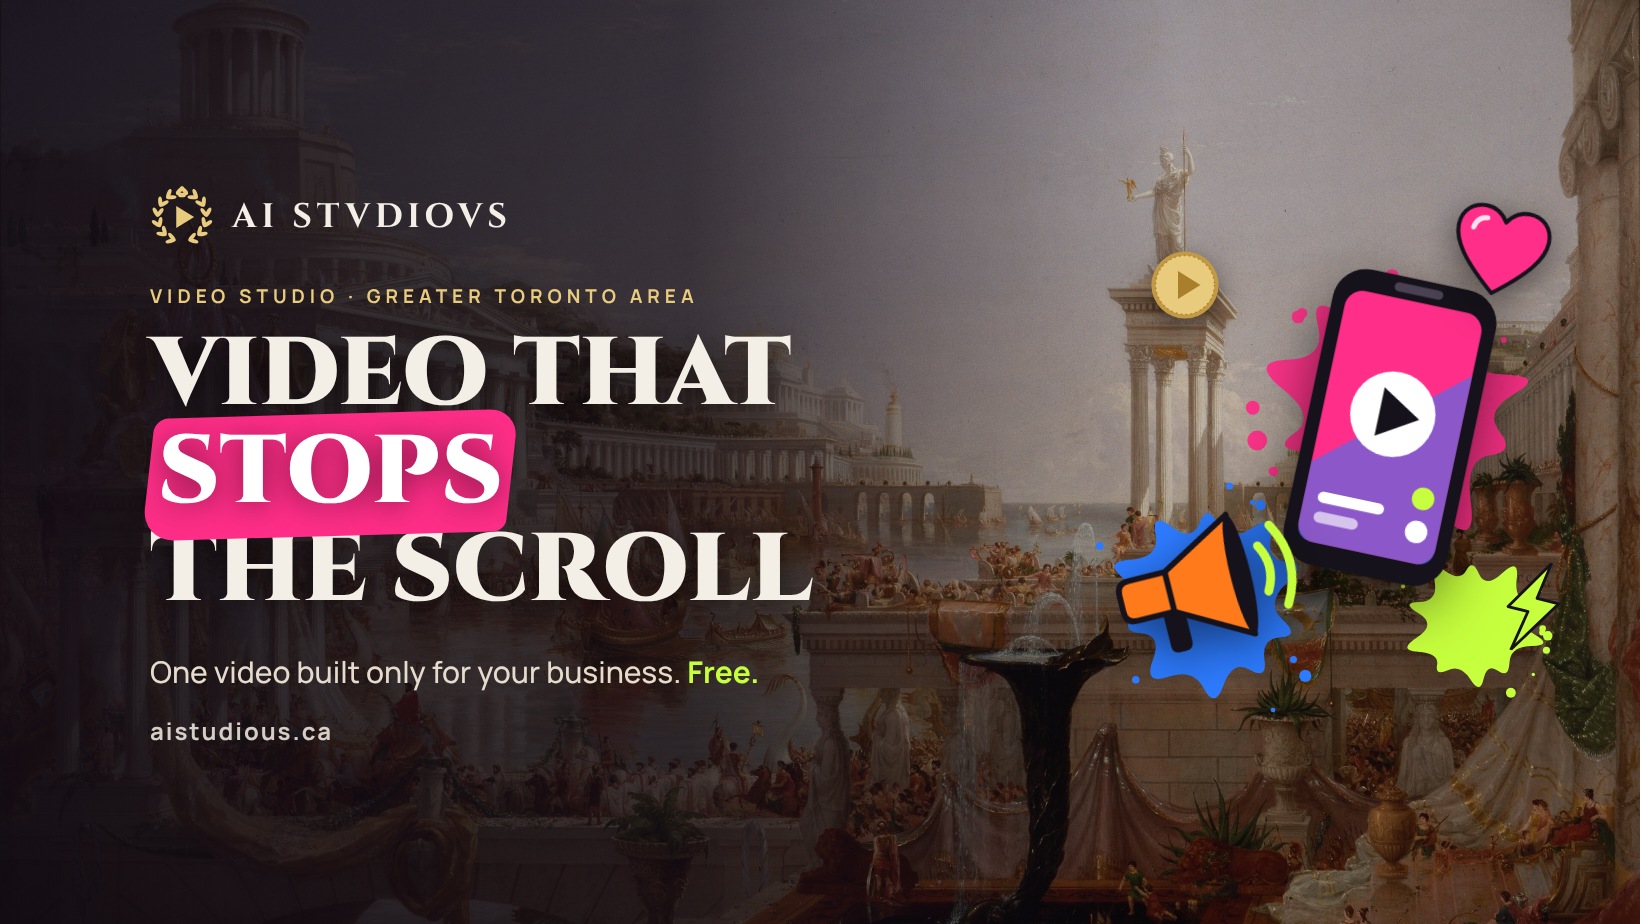 AI STVDIOVS
VIDEO STUDIO · GREATER TORONTO AREA
VIDEO THAT
STOPS
THE SCROLL
One video built only for your business. Free.
aistudious.ca